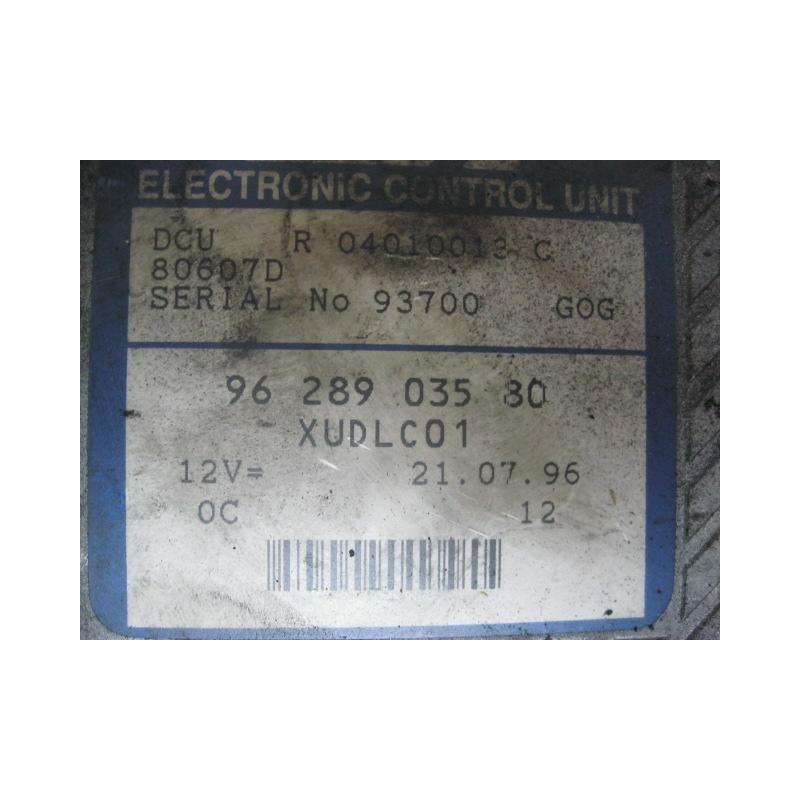 ELECTRONIC CONTROL UNIT
DCU R 04010013 C
80607D
SERIAL No 93700 GOG
96 289 035 80
XUDLC01
12V= 21.07.96
0C 12